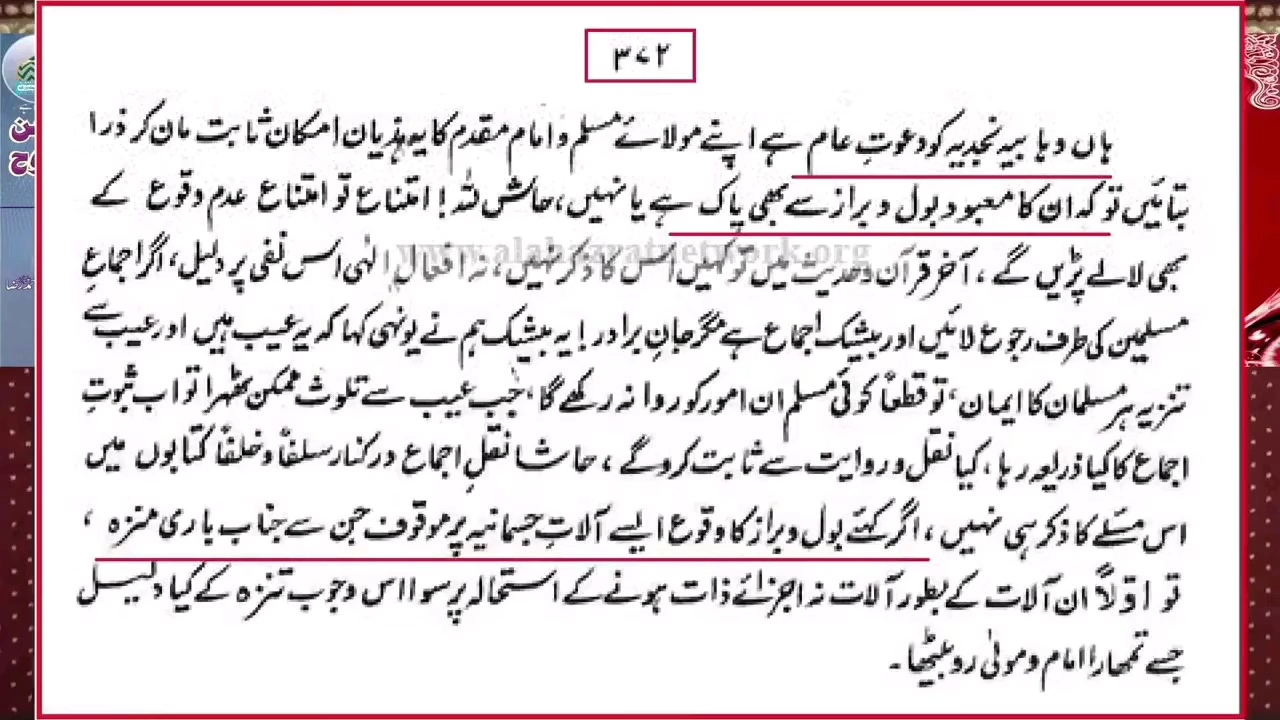 ۳۷۲
ہاں وہابیہ نجدیہ کو دعوتِ عام ہے اپنے مولائے مسلم و امام مقدم کا یہ ہذیان امکان ثابت مان کر ذرا
بتائیں تو کہ ان کا معبود بول و براز سے بھی پاک ہے یا نہیں، حاش للہ! امتناع تو امتناع عدم وقوع کے
بھی لالے پڑیں گے، آخر قرآن و حدیث میں تو کہیں اس کا ذکر نہیں، نہ افعالِ الٰہی اس نفی پر دلیل، اگر اجماعِ
مسلمین کی طرف رجوع لائیں اور بیشک اجماع ہے مگر جانِ برادر! یہ بیشک ہم نے یونہی کہا کہ یہ عیب ہیں اور عیب سے
تنزیہ ہر مسلمان کا ایمان، تو قطعاً کوئی مسلم ان امور کو روا نہ رکھے گا، جب عیب سے تلوث ممکن ٹھہرا تو اب ثبوتِ
اجماع کا کیا ذریعہ رہا، کیا نقل و روایت سے ثابت کرو گے، حاشا نقلِ اجماع درکنار سلفاً و خلفاً کتابوں میں
اس مسئلے کا ذکر ہی نہیں، اگر کہئے بول و براز کا وقوع ایسے آلاتِ جسمانیہ پر موقوف جن سے جناب باری منزہ،
تو اوّلاً ان آلات کے بطور آلات نہ اجزائے ذات ہونے کے استحالہ پر سوا اس وجوب تنزہ کے کیا دلیل
جسے تمھارا امام و مولیٰ رو بیٹھا۔
www.alahazratnetwork.org